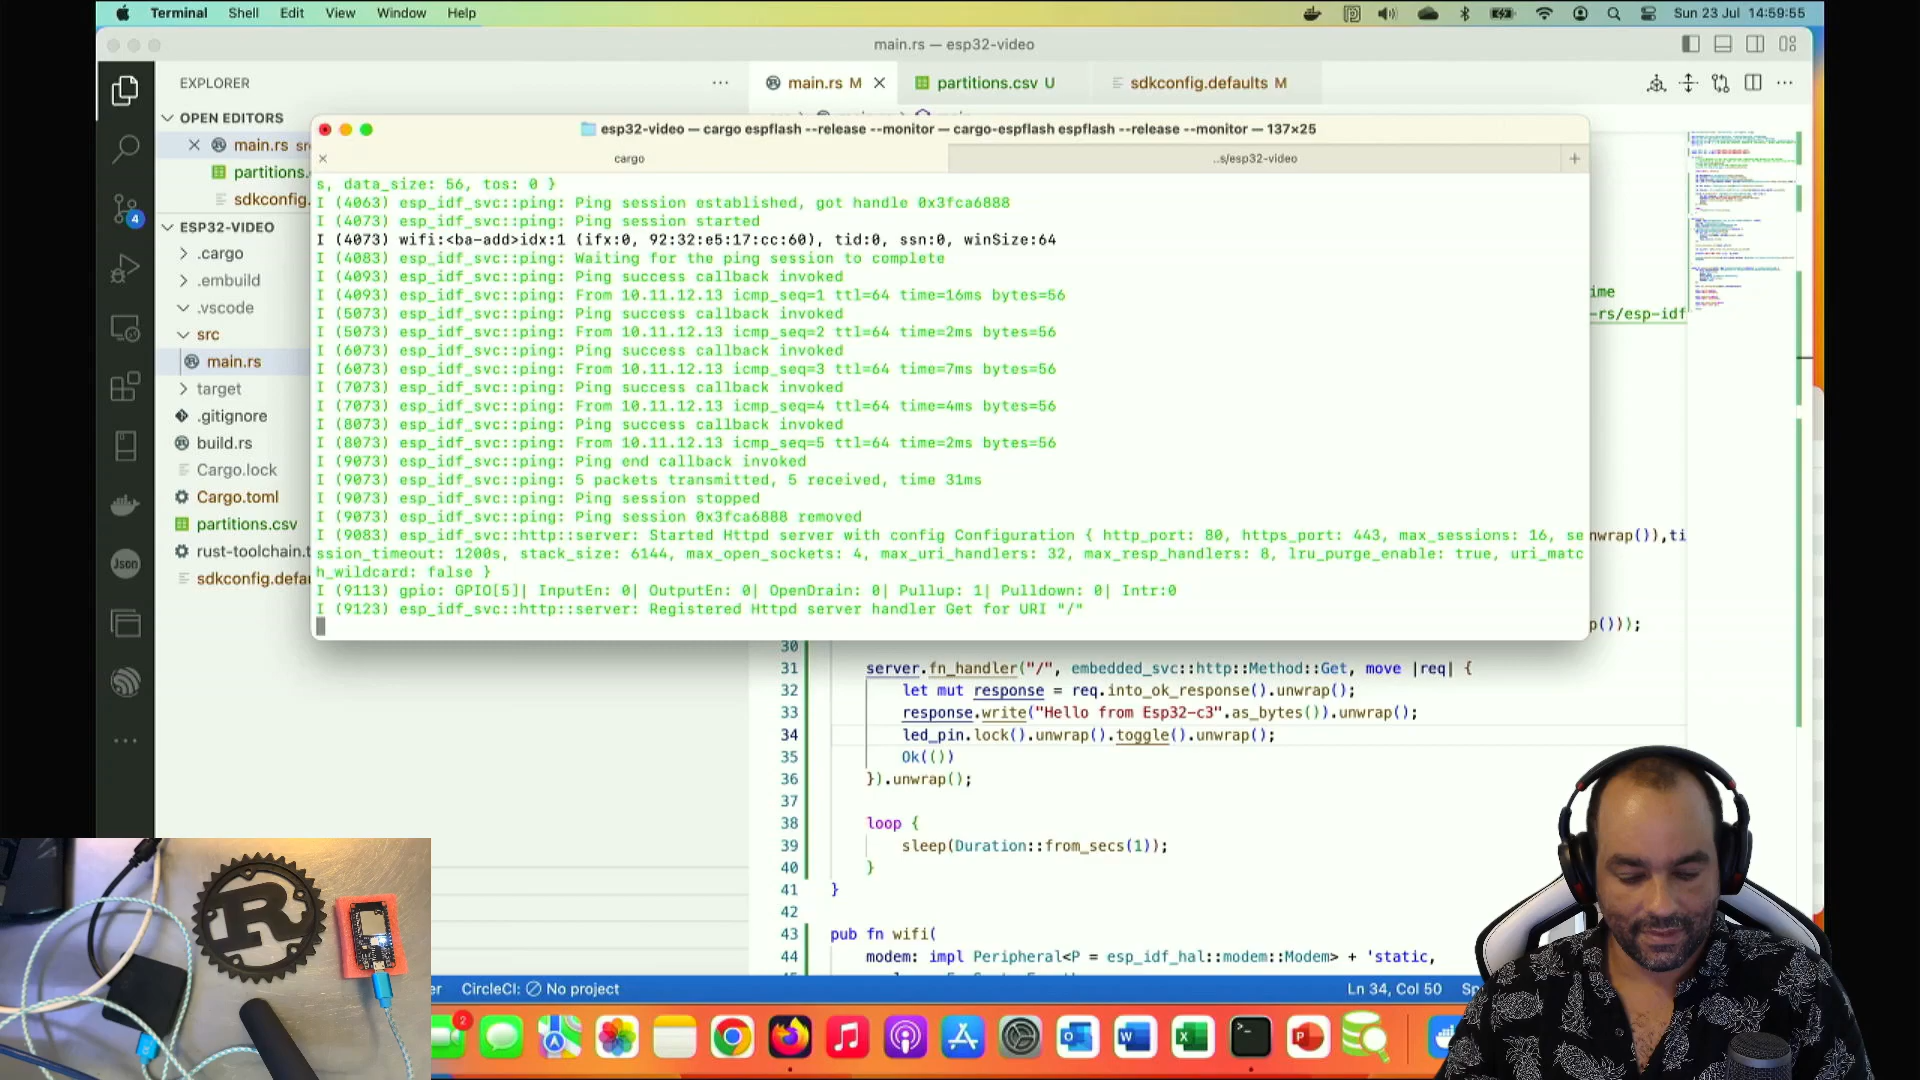 Terminal Shell Edit View Window Help
Sun 23 Jul 14:59:55
main.rs — esp32-video
EXPLORER
main.rs M
partitions.csv U
sdkconfig.defaults M
OPEN EDITORS
main.rs
partitions.
sdkconfig.
ESP32-VIDEO
.cargo
.embuild
.vscode
src
main.rs
target
.gitignore
build.rs
Cargo.lock
Cargo.toml
partitions.csv
rust-toolchain.t
sdkconfig.defau
4
Json
esp32-video — cargo espflash --release --monitor — cargo-espflash espflash --release --monitor — 137×25
cargo
..s/esp32-video
s, data_size: 56, tos: 0 }
I (4063) esp_idf_svc::ping: Ping session established, got handle 0x3fca6888
I (4073) esp_idf_svc::ping: Ping session started
I (4073) wifi:<ba-add>idx:1 (ifx:0, 92:32:e5:17:cc:60), tid:0, ssn:0, winSize:64
I (4083) esp_idf_svc::ping: Waiting for the ping session to complete
I (4093) esp_idf_svc::ping: Ping success callback invoked
I (4093) esp_idf_svc::ping: From 10.11.12.13 icmp_seq=1 ttl=64 time=16ms bytes=56
I (5073) esp_idf_svc::ping: Ping success callback invoked
I (5073) esp_idf_svc::ping: From 10.11.12.13 icmp_seq=2 ttl=64 time=2ms bytes=56
I (6073) esp_idf_svc::ping: Ping success callback invoked
I (6073) esp_idf_svc::ping: From 10.11.12.13 icmp_seq=3 ttl=64 time=7ms bytes=56
I (7073) esp_idf_svc::ping: Ping success callback invoked
I (7073) esp_idf_svc::ping: From 10.11.12.13 icmp_seq=4 ttl=64 time=4ms bytes=56
I (8073) esp_idf_svc::ping: Ping success callback invoked
I (8073) esp_idf_svc::ping: From 10.11.12.13 icmp_seq=5 ttl=64 time=2ms bytes=56
I (9073) esp_idf_svc::ping: Ping end callback invoked
I (9073) esp_idf_svc::ping: 5 packets transmitted, 5 received, time 31ms
I (9073) esp_idf_svc::ping: Ping session stopped
I (9073) esp_idf_svc::ping: Ping session 0x3fca6888 removed
I (9083) esp_idf_svc::http::server: Started Httpd server with config Configuration { http_port: 80, https_port: 443, max_sessions: 16, se
ssion_timeout: 1200s, stack_size: 6144, max_open_sockets: 4, max_uri_handlers: 32, max_resp_handlers: 8, lru_purge_enable: true, uri_matc
h_wildcard: false }
I (9113) gpio: GPIO[5]| InputEn: 0| OutputEn: 0| OpenDrain: 0| Pullup: 1| Pulldown: 0| Intr:0
I (9123) esp_idf_svc::http::server: Registered Httpd server handler Get for URI "/"
ime
-rs/esp-idf
nwrap()),ti
p()));
30
31 server.fn_handler("/", embedded_svc::http::Method::Get, move |req| {
32 let mut response = req.into_ok_response().unwrap();
33 response.write("Hello from Esp32-c3".as_bytes()).unwrap();
34 led_pin.lock().unwrap().toggle().unwrap();
35 Ok(())
36 }).unwrap();
37
38 loop {
39 sleep(Duration::from_secs(1));
40 }
41 }
42
43 pub fn wifi(
44 modem: impl Peripheral<P = esp_idf_hal::modem::Modem> + 'static,
er CircleCI: No project
Ln 34, Col 50 Sp
R
2